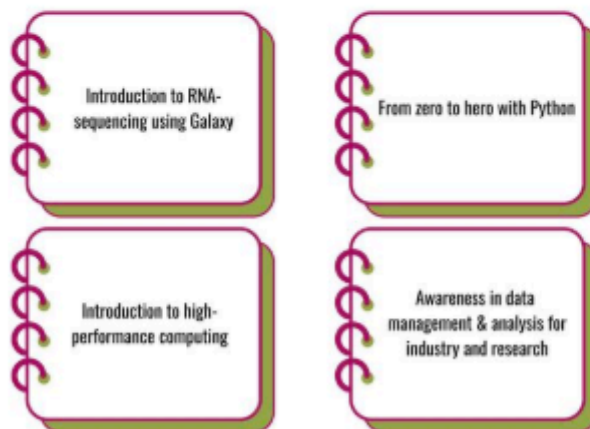 Introduction to RNA-
sequencing using Galaxy
From zero to hero with Python
Introduction to high-
performance computing
Awareness in data
management & analysis for
industry and research